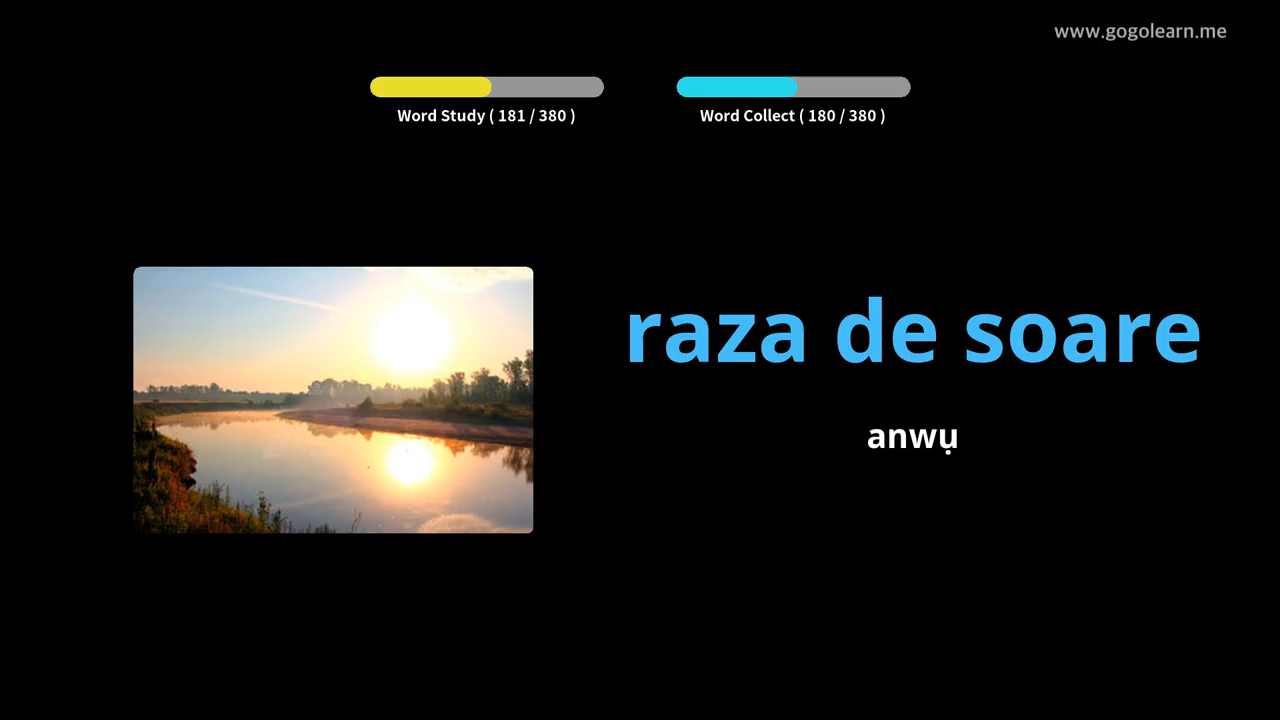 www.gogolearn.me
Word Study ( 181 / 380 )
Word Collect ( 180 / 380 )
raza de soare
anwụ